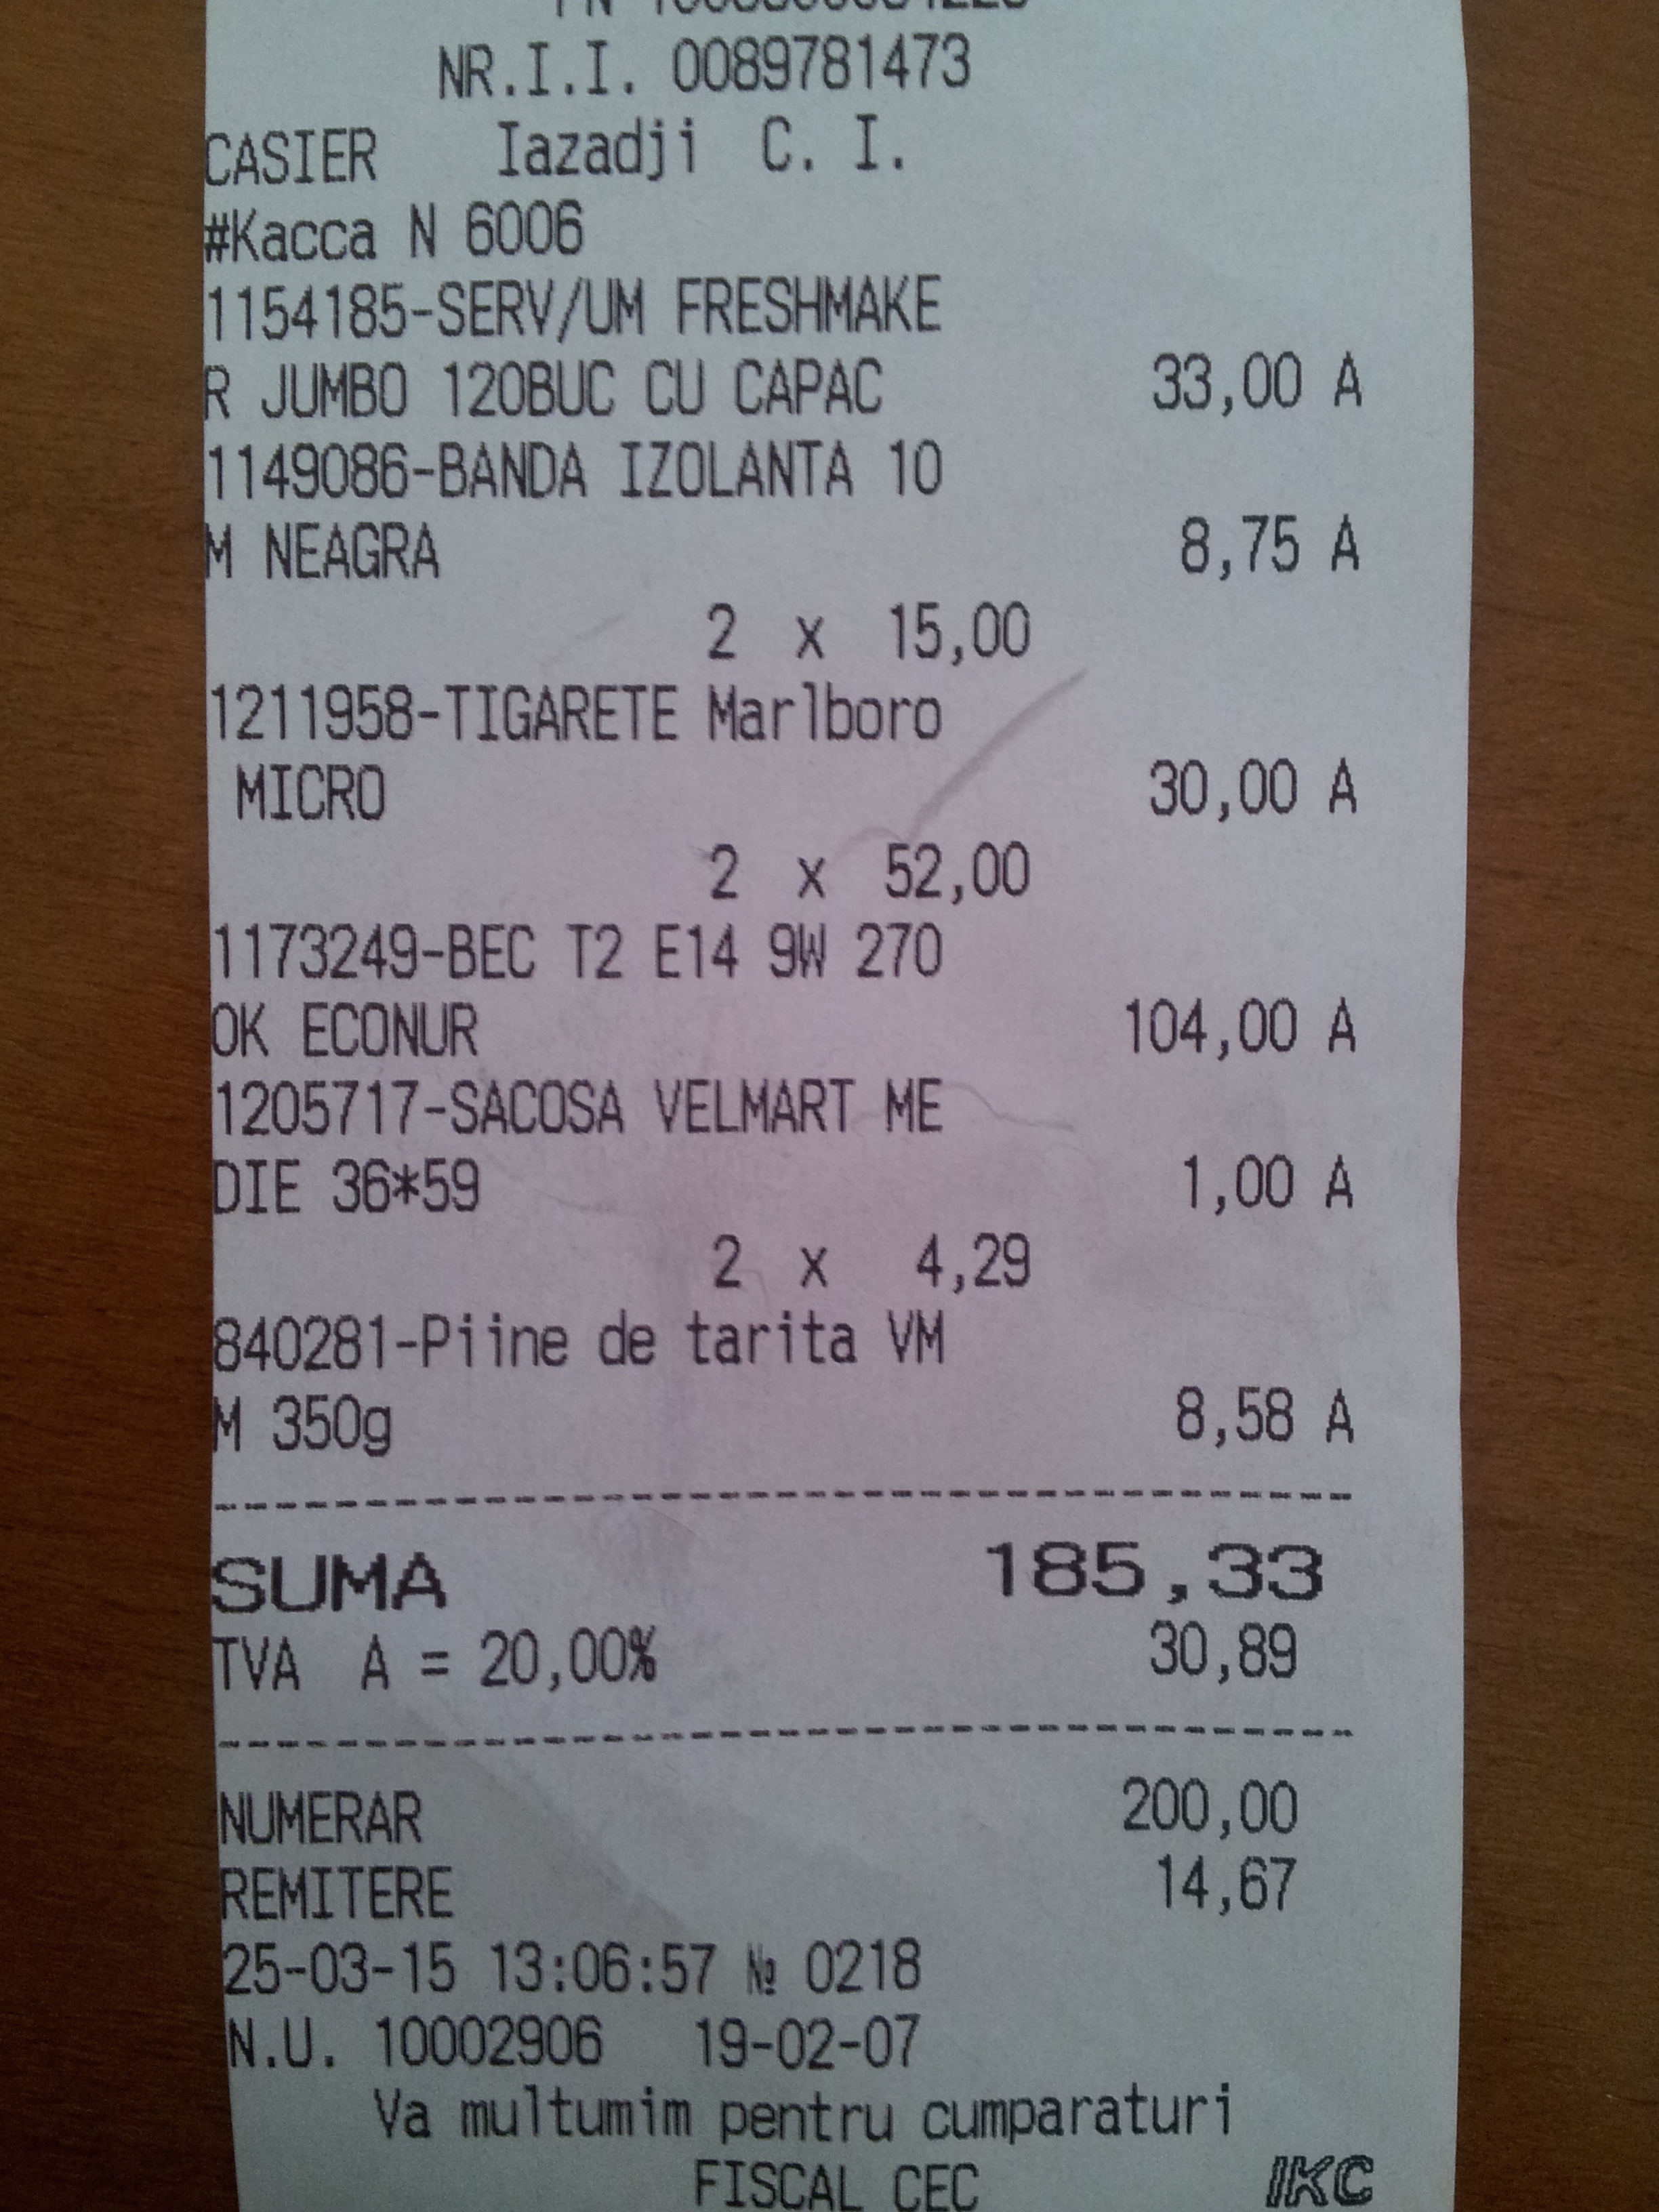 NR.I.I. 0089781473
CASIER Iazadji C. I.
#Kacca N 6006
1154185-SERV/UM FRESHMAKE
R JUMBO 120BUC CU CAPAC 33,00 A
1149086-BANDA IZOLANTA 10
M NEAGRA 8,75 A
2 x 15,00
1211958-TIGARETE Marlboro
MICRO 30,00 A
2 x 52,00
1173249-BEC T2 E14 9W 270
OK ECONUR 104,00 A
1205717-SACOSA VELMART ME
DIE 36*59 1,00 A
2 x 4,29
840281-Piine de tarita VM
M 350g 8,58 A
SUMA 185,33
TVA A = 20,00% 30,89
NUMERAR 200,00
REMITERE 14,67
25-03-15 13:06:57 № 0218
N.U. 10002906 19-02-07
Va multumim pentru cumparaturi
FISCAL CEC IKC